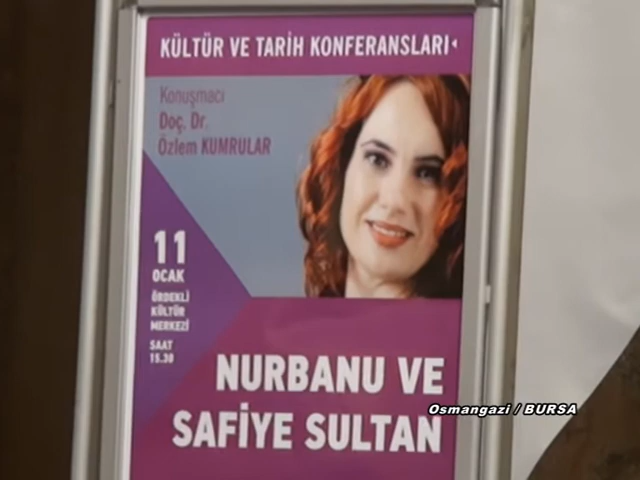 KÜLTÜR VE TARİH KONFERANSLARI
Konuşmacı
Doç. Dr.
Özlem KUMRULAR
11
OCAK
ÖRDEKLİ
KÜLTÜR
MERKEZİ
SAAT
15.30
NURBANU VE
SAFİYE SULTAN
Osmangazi / BURSA